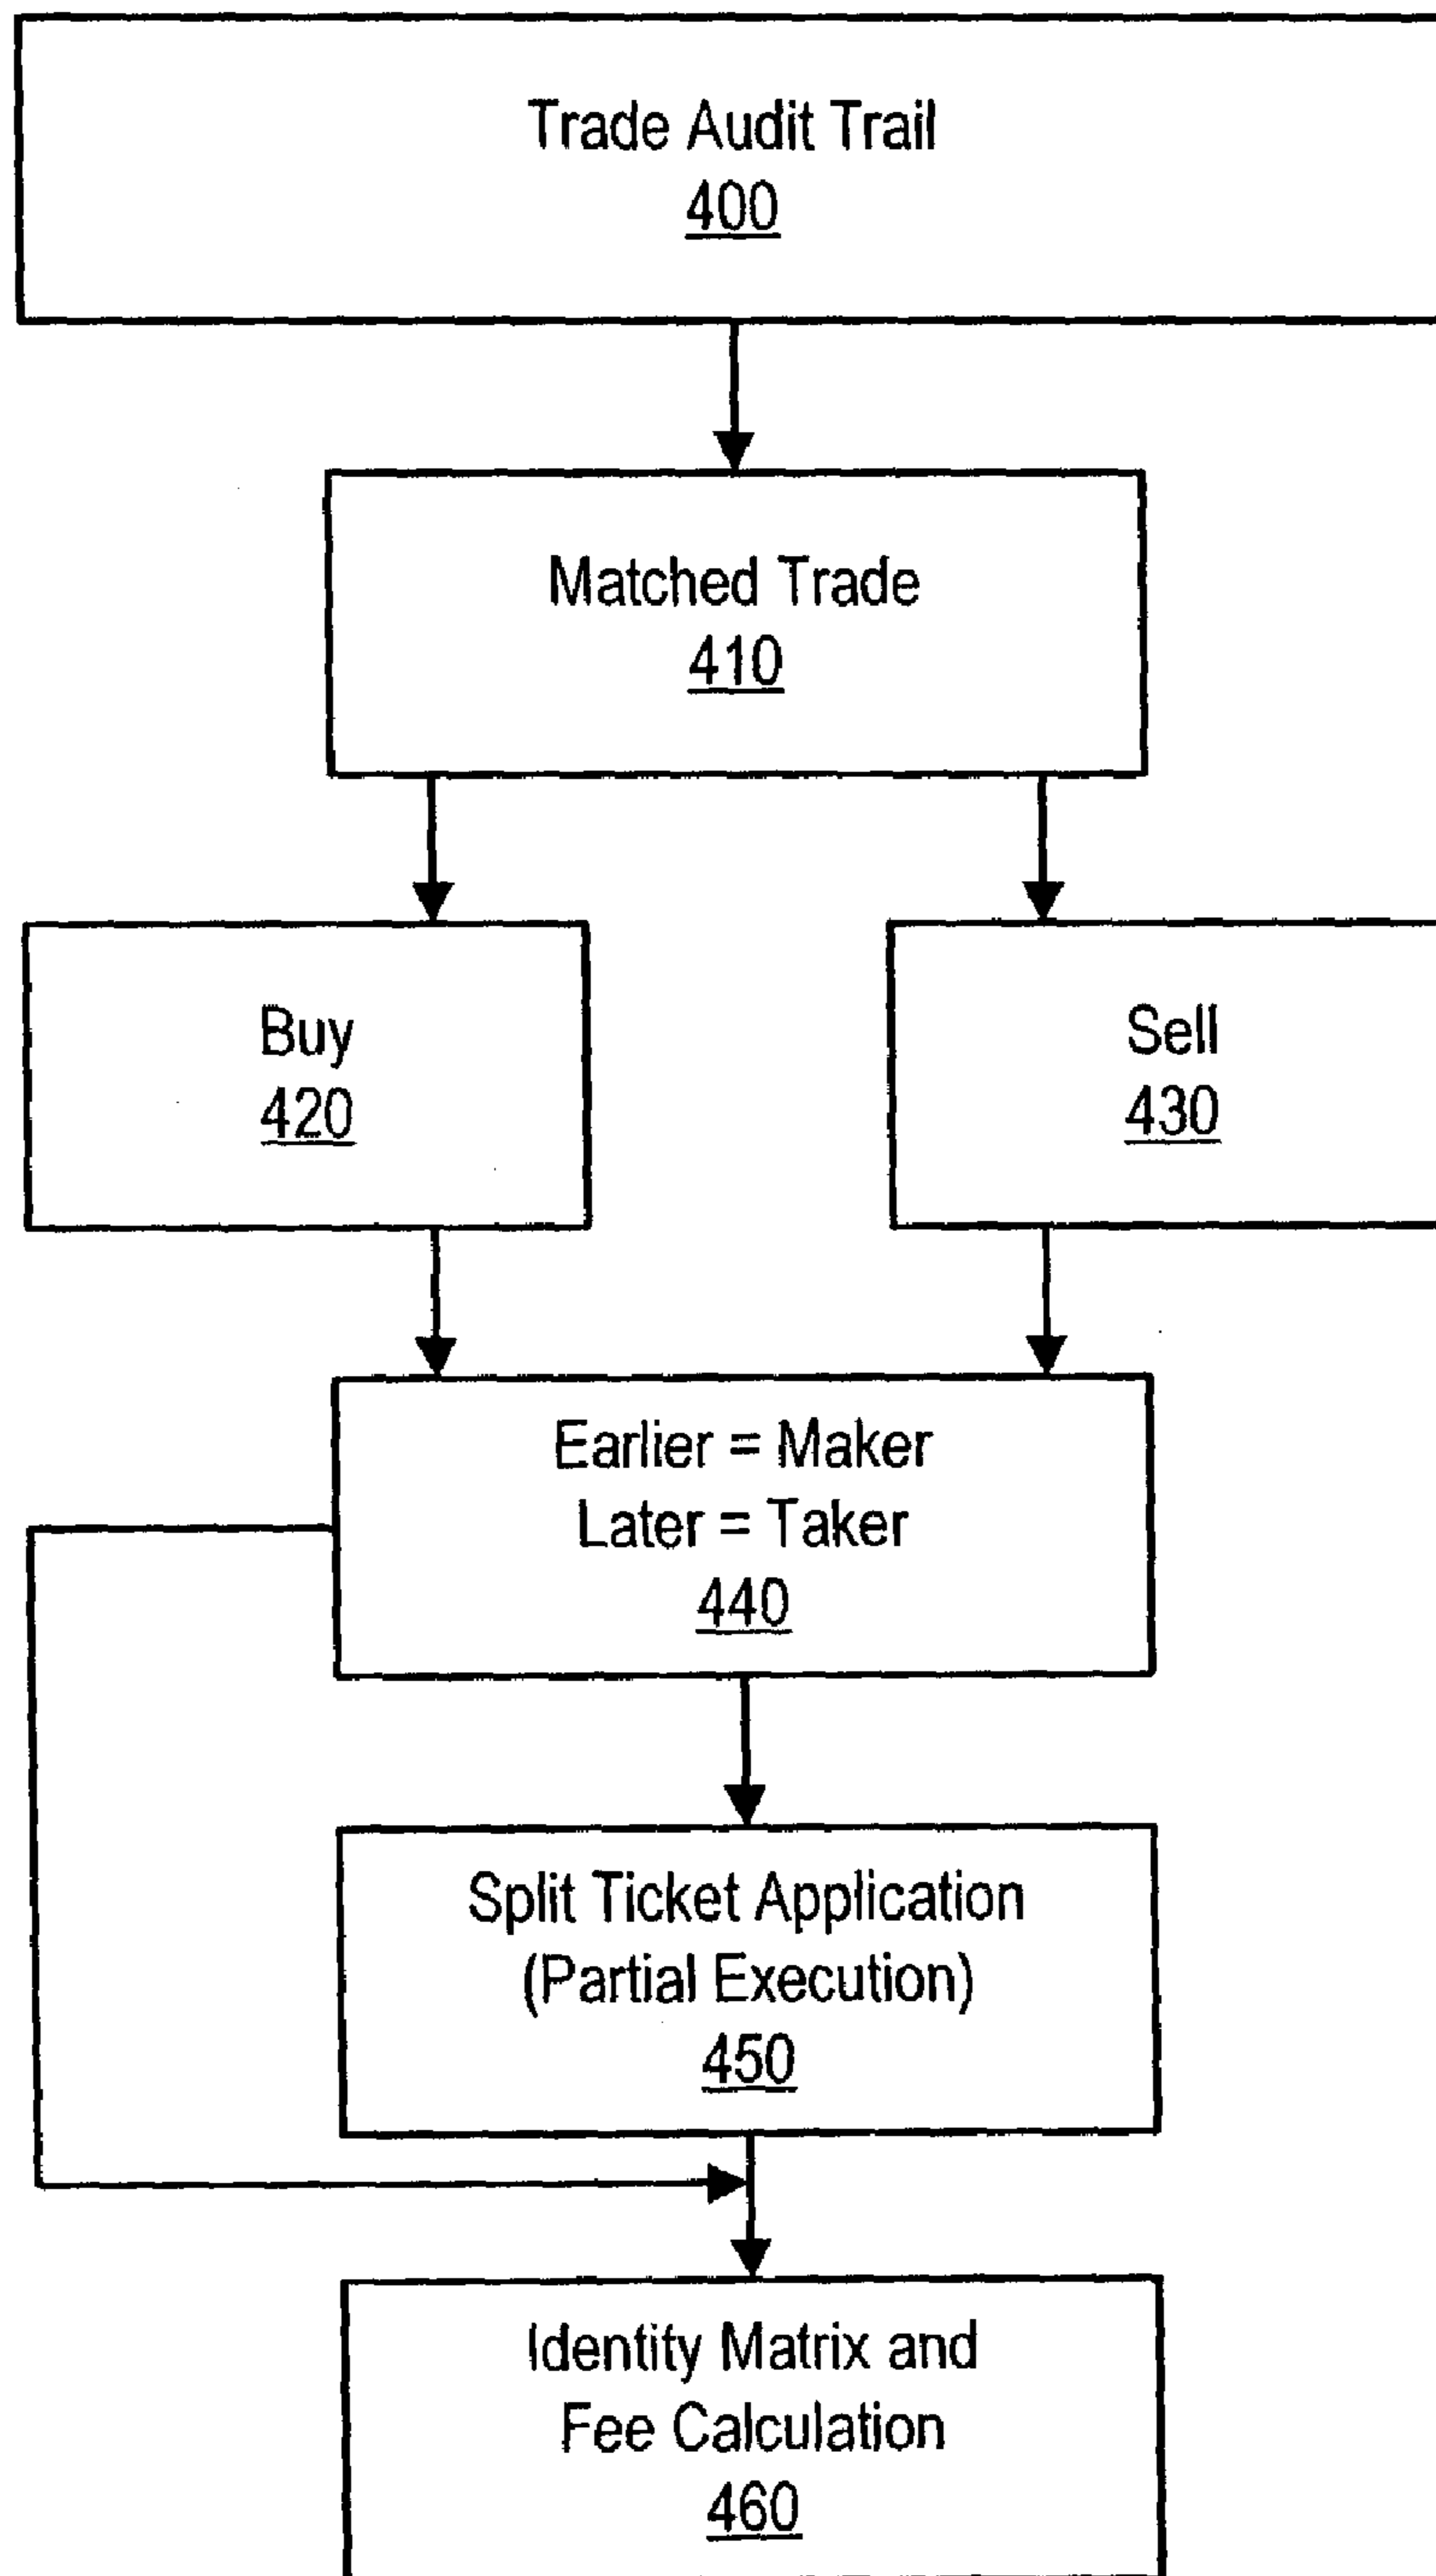 Trade Audit Trail
400
Matched Trade
410
Buy
420
Sell
430
Earlier = Maker
Later = Taker
440
Split Ticket Application
(Partial Execution)
450
Identity Matrix and
Fee Calculation
460